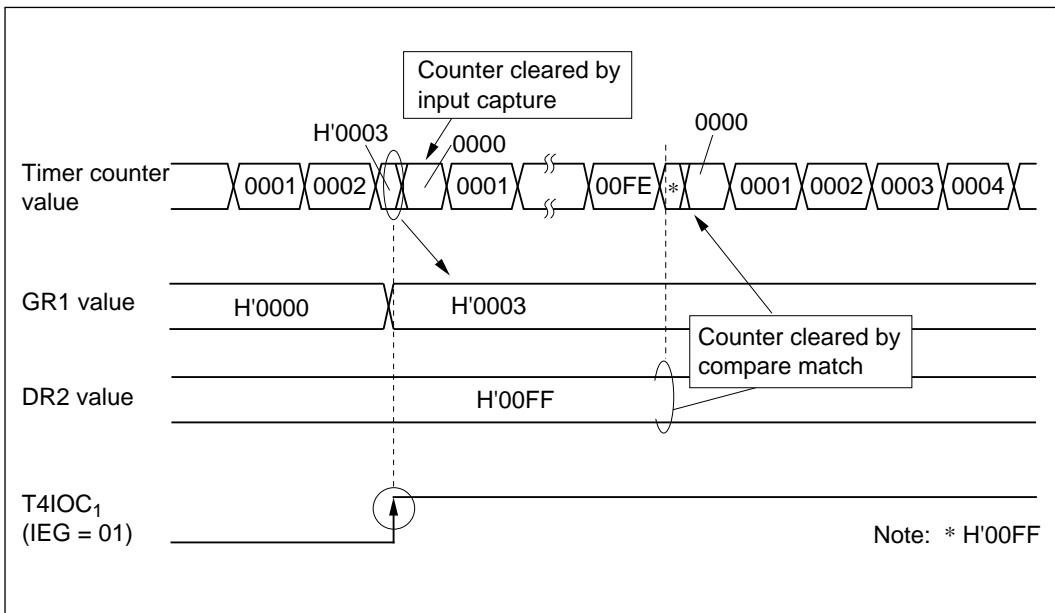 Counter cleared by
input capture
H'0003
0000
0000
Timer counter
value
0001
0002
0001
00FE
*
0001
0002
0003
0004
GR1 value
H'0000
H'0003
Counter cleared by
compare match
DR2 value
H'00FF
T4IOC₁
(IEG = 01)
Note: * H'00FF